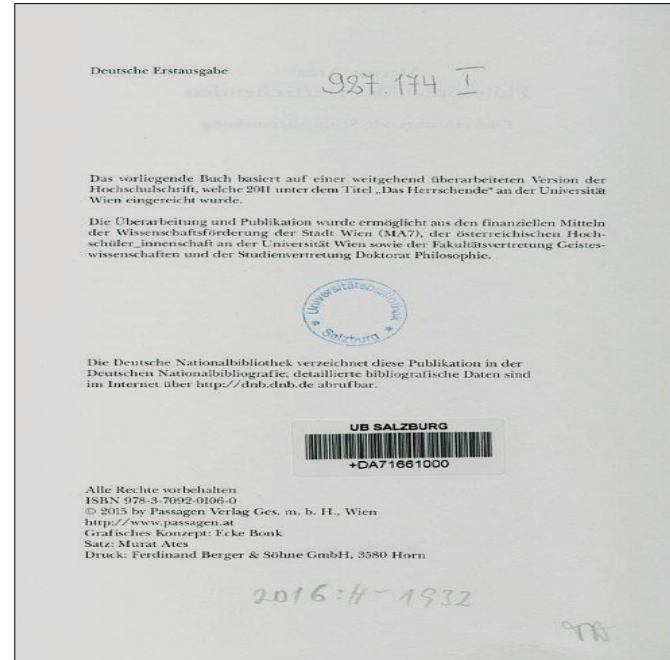 Deutsche Erstausgabe
927.174 I
Das vorliegende Buch basiert auf einer weitgehend überarbeiteten Version der
Hochschulschrift, welche 2011 unter dem Titel „Das Herrschende“ an der Universität
Wien eingereicht wurde.
Die Überarbeitung und Publikation wurde ermöglicht aus den finanziellen Mitteln
der Wissenschaftsförderung der Stadt Wien (MA7), der österreichischen Hoch-
schüler_innenschaft an der Universität Wien sowie der Fakultätsvertretung Geistes-
wissenschaften und der Studienvertretung Doktorat Philosophie.
Universitätsbibliothek
* Salzburg *
Die Deutsche Nationalbibliothek verzeichnet diese Publikation in der
Deutschen Nationalbibliografie; detaillierte bibliografische Daten sind
im Internet über http://dnb.dnb.de abrufbar.
UB SALZBURG
+DA71661000
Alle Rechte vorbehalten
ISBN 978-3-7092-0106-0
© 2015 by Passagen Verlag Ges. m. b. H., Wien
http://www.passagen.at
Grafisches Konzept: Ecke Bonk
Satz: Murat Ates
Druck: Ferdinand Berger & Söhne GmbH, 3580 Horn
2016:H-1932